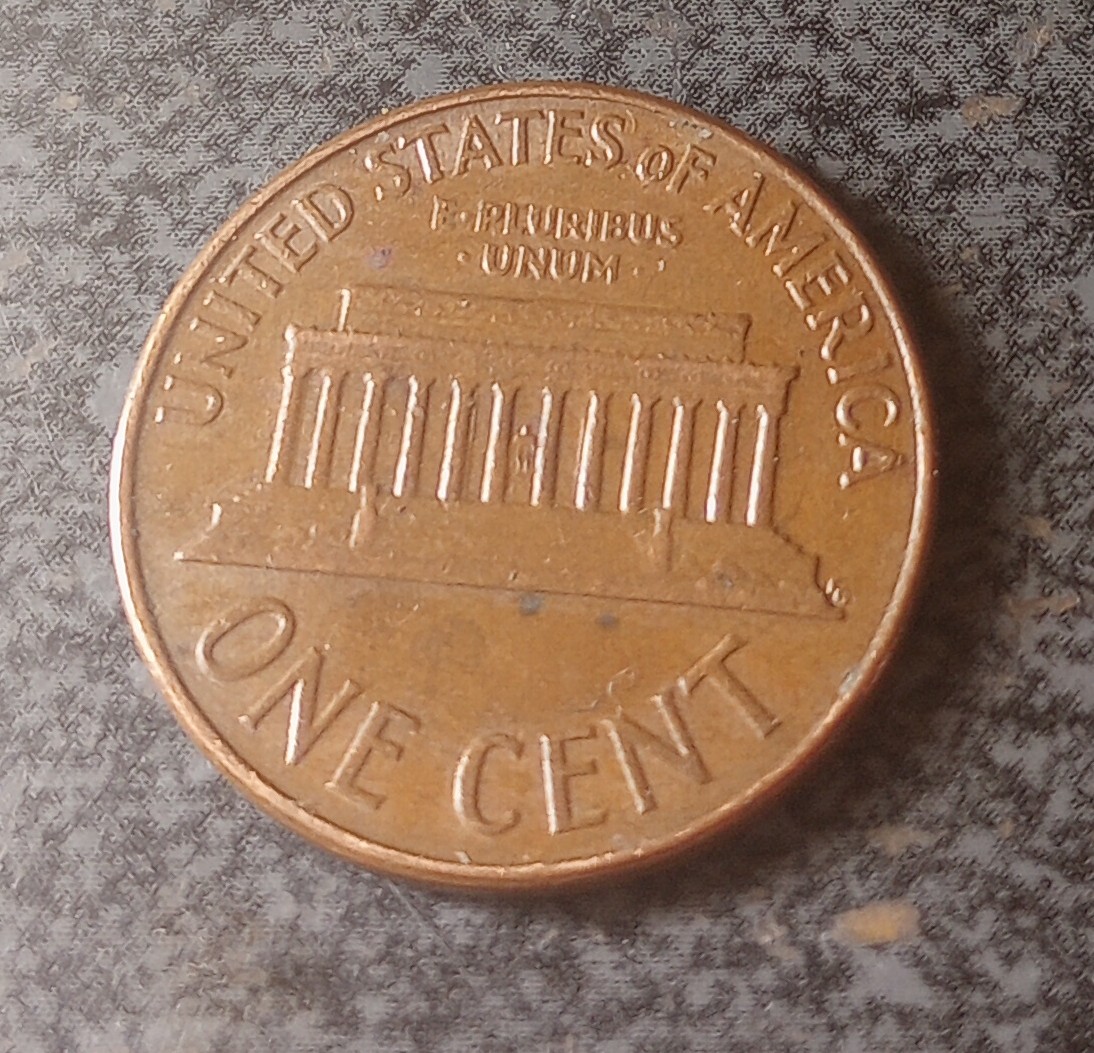 UNITED STATES OF AMERICA
E·PLURIBUS
·UNUM·
ONE CENT